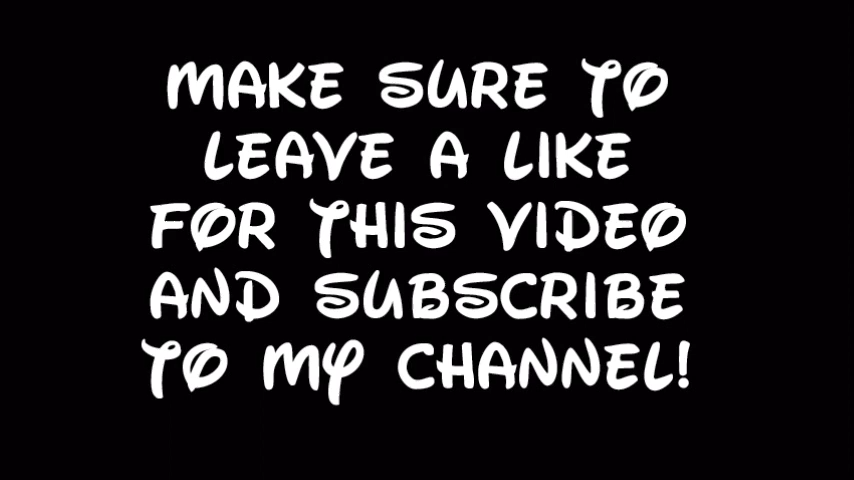 MAKE SURE TO
LEAVE A LIKE
FOR THIS VIDEO
AND SUBSCRIBE
TO MY CHANNEL!